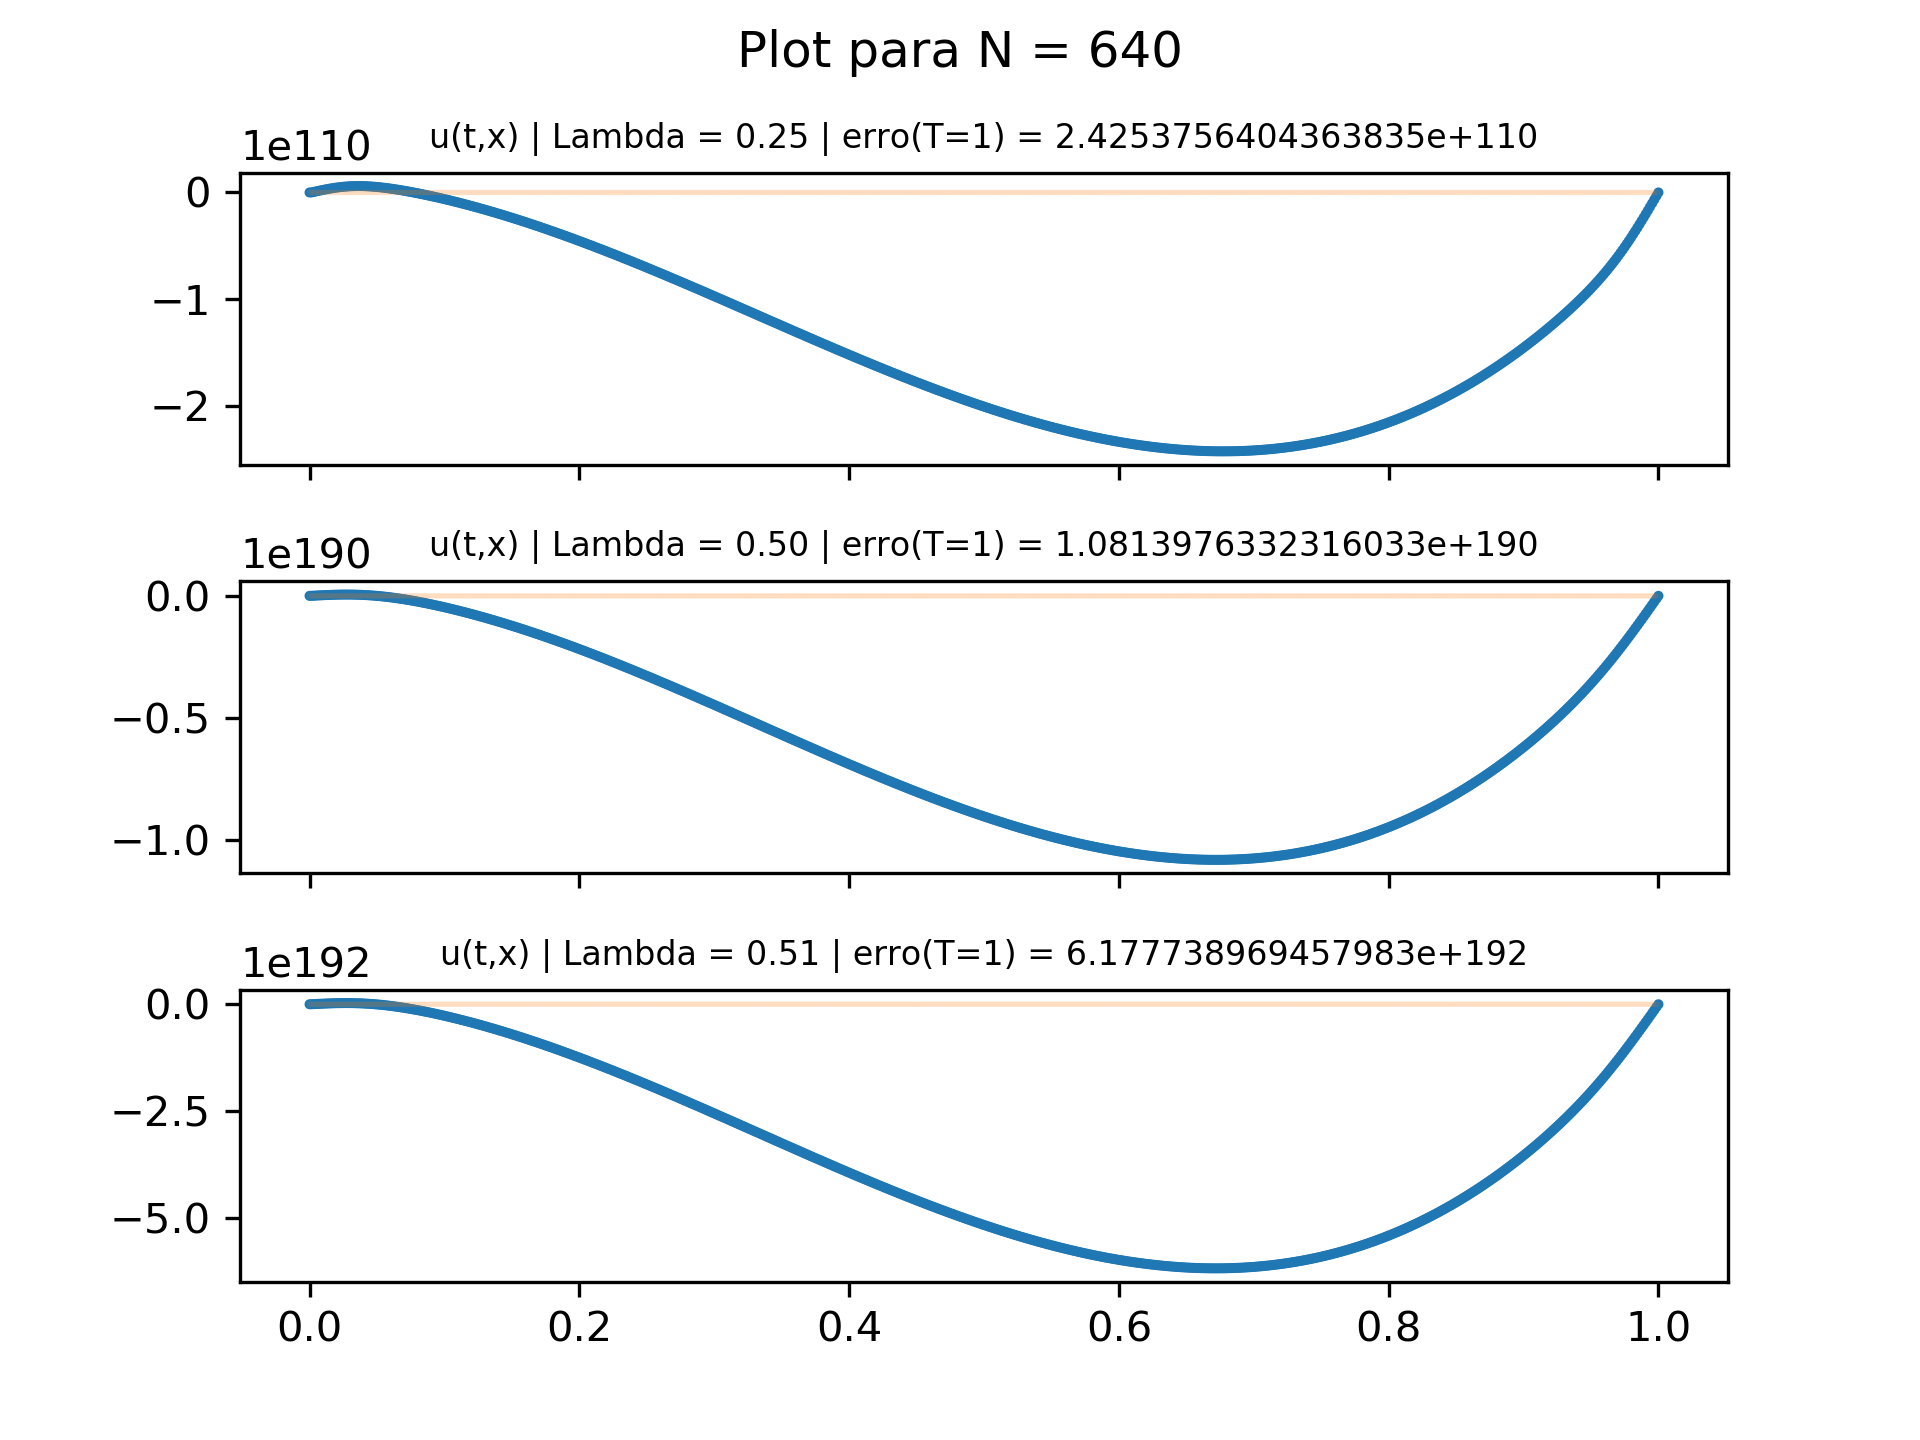 Plot para N = 640
1e110
u(t,x) | Lambda = 0.25 | erro(T=1) = 2.4253756404363835e+110
0
−1
−2
1e190
u(t,x) | Lambda = 0.50 | erro(T=1) = 1.0813976332316033e+190
0.0
−0.5
−1.0
1e192
u(t,x) | Lambda = 0.51 | erro(T=1) = 6.177738969457983e+192
0.0
−2.5
−5.0
0.0 0.2 0.4 0.6 0.8 1.0